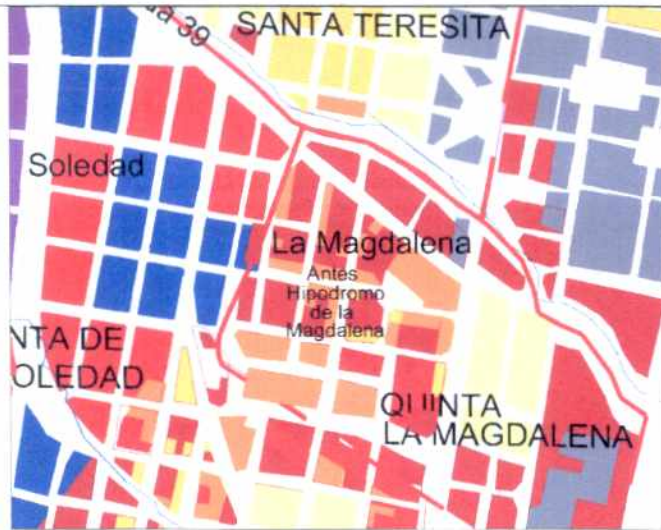 39
SANTA TERESITA
Soledad
La Magdalena
Antes
Hipodromo
de la
Magdalena
NTA DE
OLEDAD
QUINTA
LA MAGDALENA